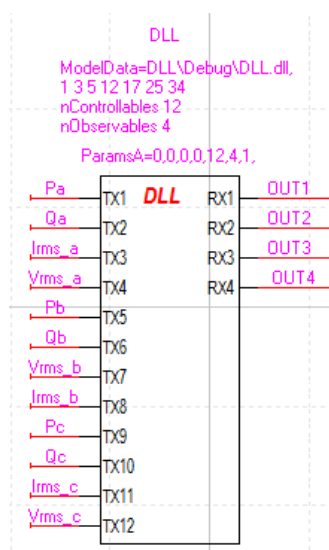 DLL
ModelData=DLL\Debug\DLL.dll,
1 3 5 12 17 25 34
nControllables 12
nObservables 4
ParamsA=0,0,0,0,12,4,1,
Pa TX1 DLL RX1 OUT1
Qa TX2 RX2 OUT2
Irms_a TX3 RX3 OUT3
Vrms_a TX4 RX4 OUT4
Pb TX5
Qb TX6
Vrms_b TX7
Irms_b TX8
Pc TX9
Qc TX10
Irms_c TX11
Vrms_c TX12